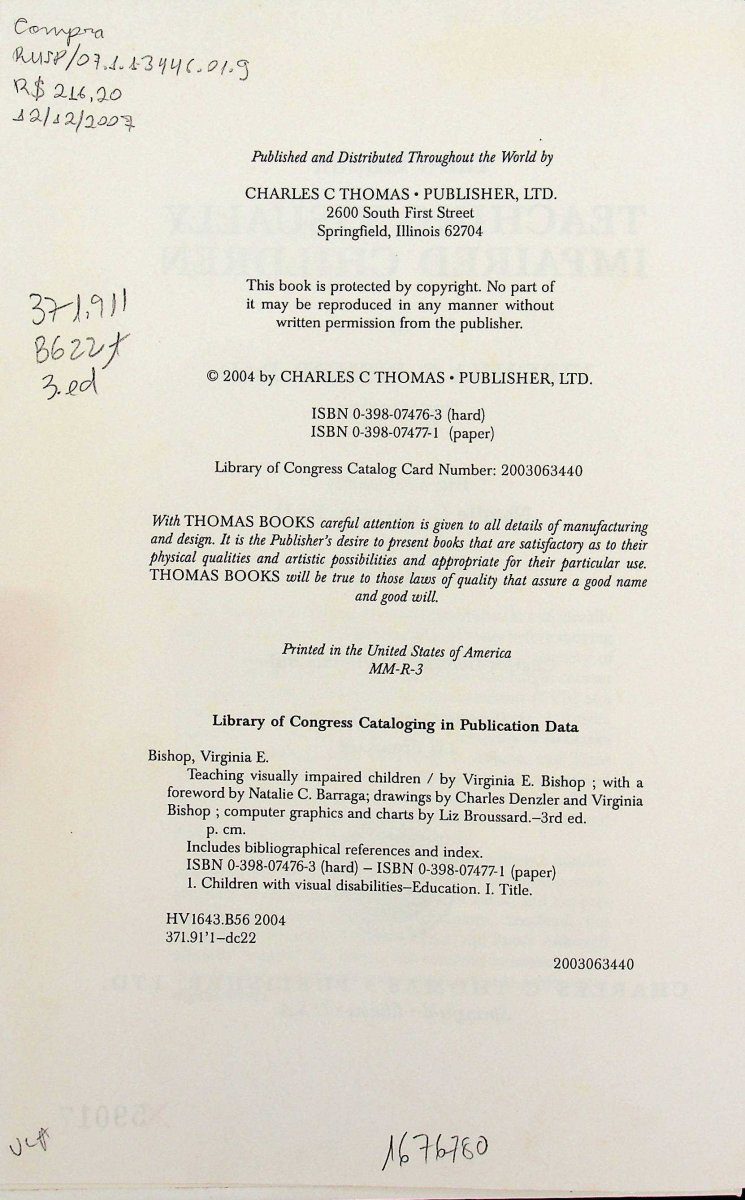 Compra
RUSP/07.1.13446.01.9
R$ 216,20
12/12/2007
Published and Distributed Throughout the World by
CHARLES C THOMAS • PUBLISHER, LTD.
2600 South First Street
Springfield, Illinois 62704
This book is protected by copyright. No part of
it may be reproduced in any manner without
written permission from the publisher.
371.911
B622t
3.ed
© 2004 by CHARLES C THOMAS • PUBLISHER, LTD.
ISBN 0-398-07476-3 (hard)
ISBN 0-398-07477-1 (paper)
Library of Congress Catalog Card Number: 2003063440
With THOMAS BOOKS careful attention is given to all details of manufacturing
and design. It is the Publisher's desire to present books that are satisfactory as to their
physical qualities and artistic possibilities and appropriate for their particular use.
THOMAS BOOKS will be true to those laws of quality that assure a good name
and good will.
Printed in the United States of America
MM-R-3
Library of Congress Cataloging in Publication Data
Bishop, Virginia E.
Teaching visually impaired children / by Virginia E. Bishop ; with a
foreword by Natalie C. Barraga; drawings by Charles Denzler and Virginia
Bishop ; computer graphics and charts by Liz Broussard.–3rd ed.
p. cm.
Includes bibliographical references and index.
ISBN 0-398-07476-3 (hard) – ISBN 0-398-07477-1 (paper)
1. Children with visual disabilities–Education. I. Title.
HV1643.B56 2004
371.91'1–dc22
2003063440
1676780